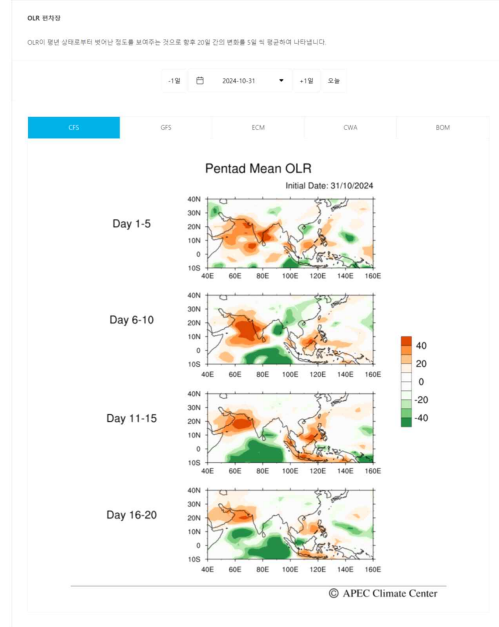 OLR 편차장
OLR이 평년 상태로부터 벗어난 정도를 보여주는 것으로 향후 20일 간의 변화를 5일 씩 평균하여 나타냅니다.
-1일 2024-10-31 +1일 오늘
CFS GFS ECM CWA BOM
Pentad Mean OLR
Initial Date: 31/10/2024
Day 1-5
40N
30N
20N
10N
0
10S
40E 60E 80E 100E 120E 140E 160E
Day 6-10
40N
30N
20N
10N
0
10S
40E 60E 80E 100E 120E 140E 160E
40
20
0
-20
-40
Day 11-15
40N
30N
20N
10N
0
10S
40E 60E 80E 100E 120E 140E 160E
Day 16-20
40N
30N
20N
10N
0
10S
40E 60E 80E 100E 120E 140E 160E
© APEC Climate Center